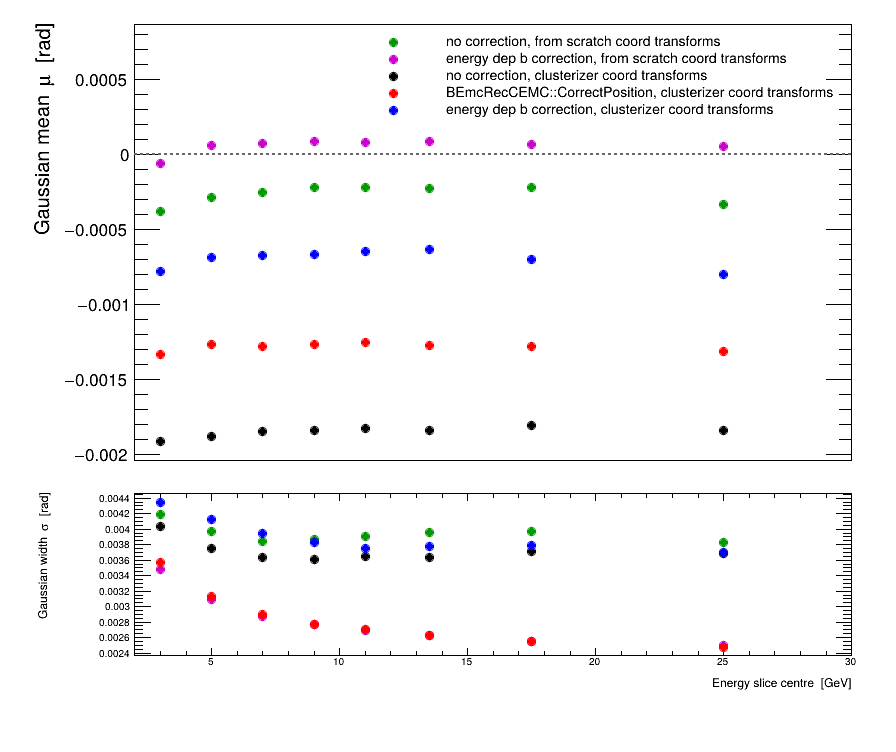 Gaussian mean μ [rad]
no correction, from scratch coord transforms
energy dep b correction, from scratch coord transforms
no correction, clusterizer coord transforms
BEmcRecCEMC::CorrectPosition, clusterizer coord transforms
energy dep b correction, clusterizer coord transforms
0.0005
0
−0.0005
−0.001
−0.0015
−0.002
Gaussian width σ [rad]
0.0044
0.0042
0.004
0.0038
0.0036
0.0034
0.0032
0.003
0.0028
0.0026
0.0024
5 10 15 20 25 30
Energy slice centre [GeV]